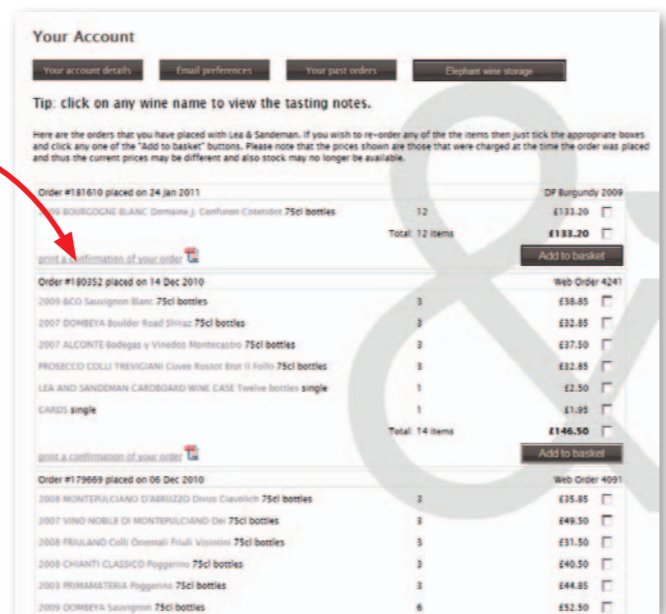 Your Account
Your account details Email preferences Your past orders Elephant wine storage
Tip: click on any wine name to view the tasting notes.
Here are the orders that you have placed with Lea & Sandeman. If you wish to re-order any of the the items then just tick the appropriate boxes
and click any one of the "Add to basket" buttons. Please note that the prices shown are those that were charged at the time the order was placed
and thus the current prices may be different and also stock may no longer be available.
Order #181610 placed on 24 Jan 2011 DP Burgundy 2009
2009 BOURGOGNE BLANC Domaine J. Confuron Cotetidot 75cl bottles 12 £133.20
Total: 12 items £133.20
print a confirmation of your order Add to basket
Order #180352 placed on 14 Dec 2010 Web Order 4241
2009 &CO Sauvignon Blanc 75cl bottles 3 £38.85
2007 DOMBEYA Boulder Road Shiraz 75cl bottles 3 £32.85
2007 ALCONTE Bodegas y Vinedos Montecastro 75cl bottles 3 £37.50
PROSECCO COLLI TREVIGIANI Cuvee Rustot Brut Il Follo 75cl bottles 3 £32.85
LEA AND SANDEMAN CARDBOARD WINE CASE Twelve bottles single 1 £2.50
CARDS single 1 £1.95
Total: 14 items £146.50
print a confirmation of your order Add to basket
Order #179669 placed on 06 Dec 2010 Web Order 4091
2008 MONTEPULCIANO D'ABRUZZO Divus Ciavolich 75cl bottles 3 £35.85
2007 VINO NOBILE DI MONTEPULCIANO Dei 75cl bottles 3 £49.50
2008 FRIULANO Colli Orientali Friuli Visintini 75cl bottles 3 £31.50
2008 CHIANTI CLASSICO Poggerino 75cl bottles 3 £40.50
2003 PRIMAMATERIA Poggerino 75cl bottles 3 £44.85
2009 DOMBEYA Sauvignon 75cl bottles 6 £52.50
&